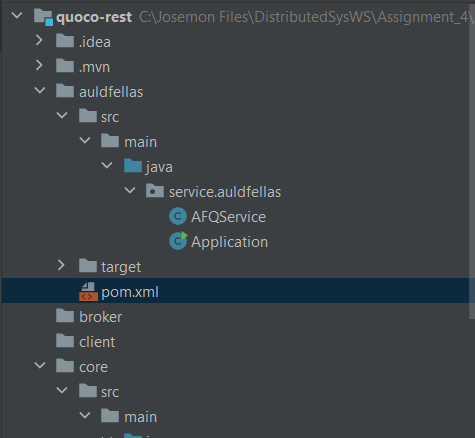 quoco-rest C:\Josemon Files\DistributedSysWS\Assignment_4\
.idea
.mvn
auldfellas
src
main
java
service.auldfellas
AFQService
Application
target
pom.xml
broker
client
core
src
main